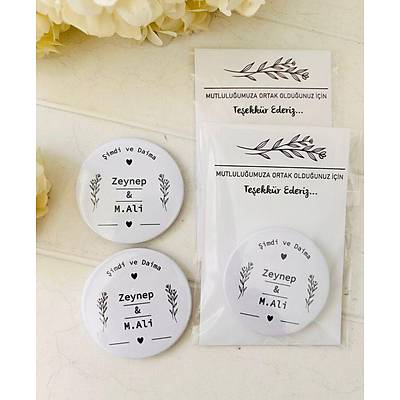 MUTLULUĞUMUZA ORTAK OLDUĞUNUZ İÇİN
Teşekkür Ederiz...
MUTLULUĞUMUZA ORTAK OLDUĞUNUZ İÇİN
Teşekkür Ederiz...
Şimdi ve Daima
Zeynep
&
M.Ali
Şimdi ve Daima
Zeynep
&
M.Ali
Şimdi ve Daima
Zeynep
&
M.Ali